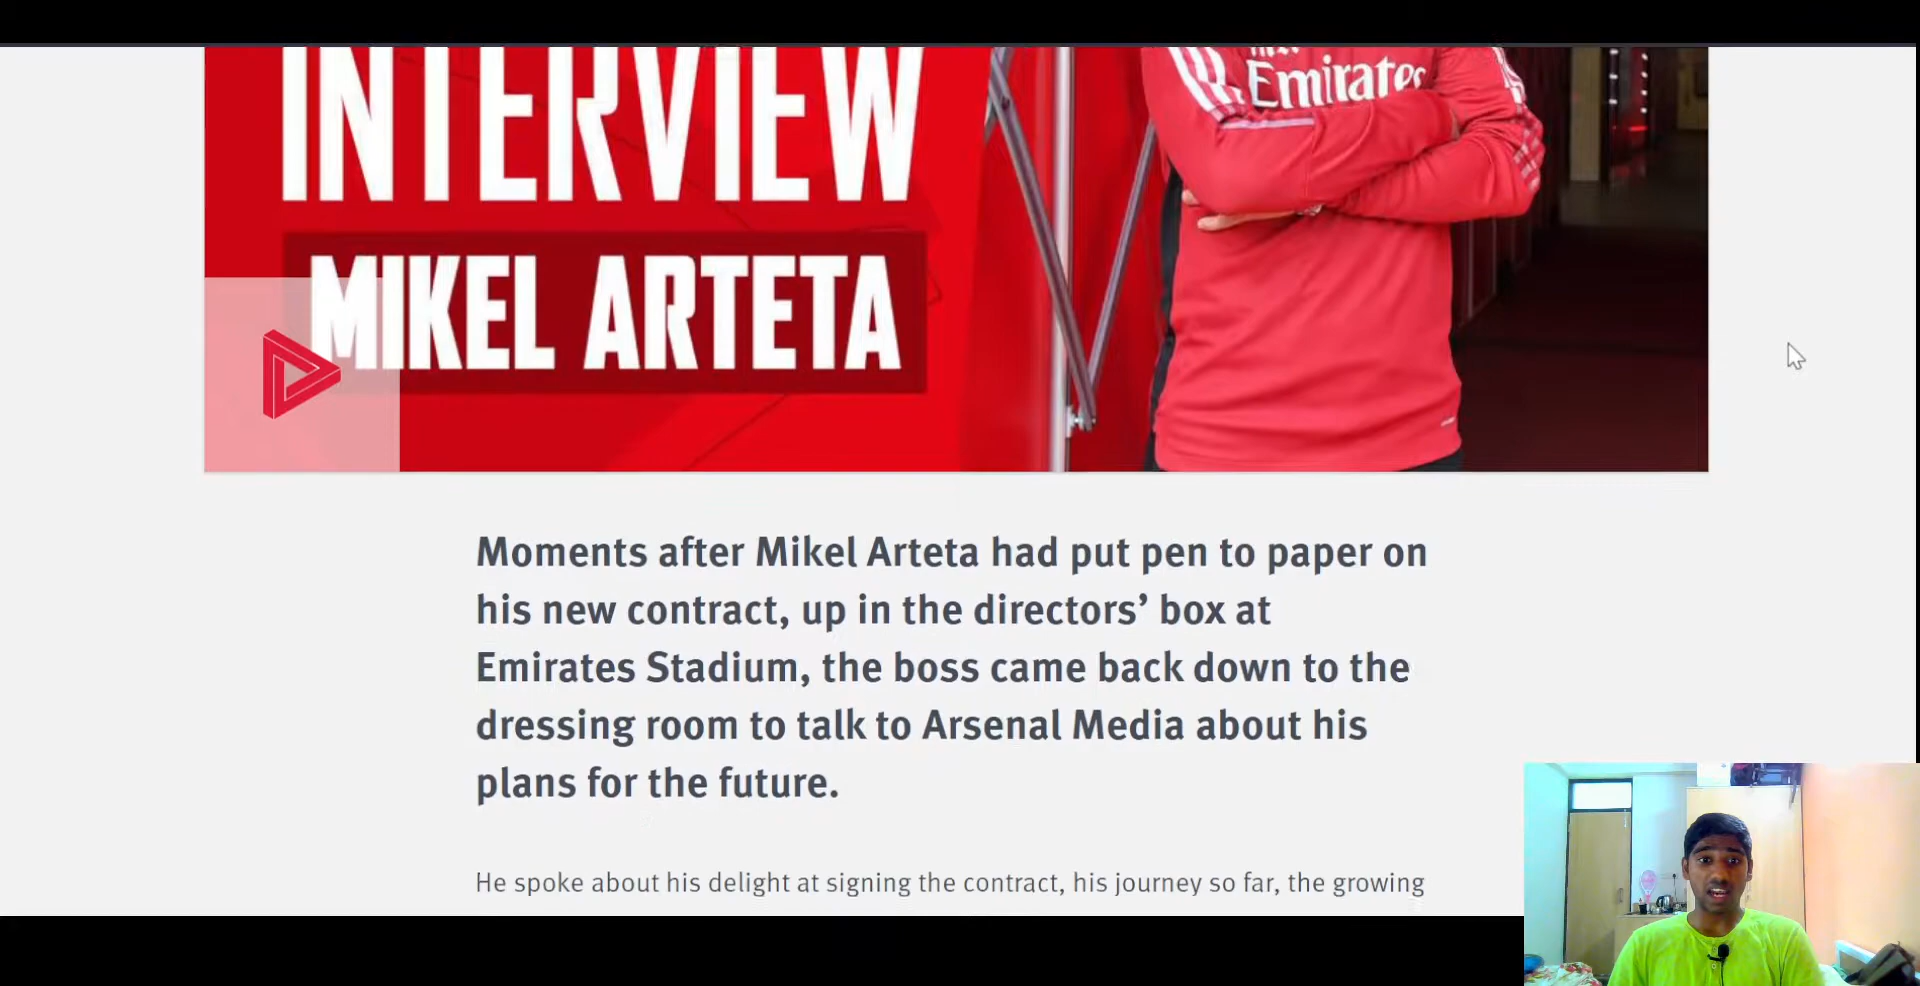 INTERVIEW
MIKEL ARTETA
Emirates
Moments after Mikel Arteta had put pen to paper on
his new contract, up in the directors’ box at
Emirates Stadium, the boss came back down to the
dressing room to talk to Arsenal Media about his
plans for the future.
He spoke about his delight at signing the contract, his journey so far, the growing